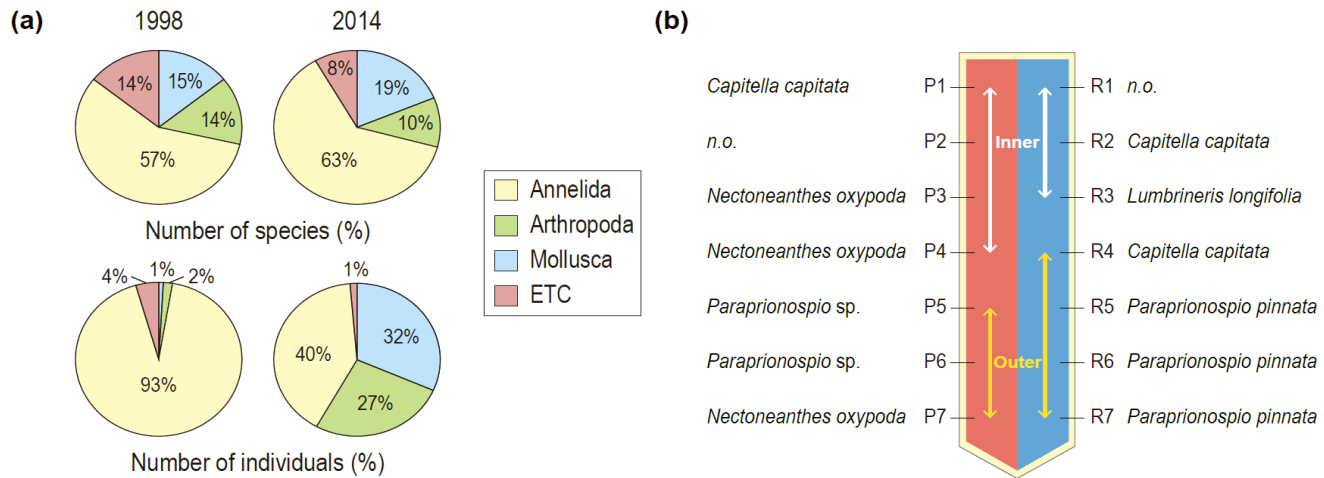 (a)
1998
2014
14%
15%
14%
57%
8%
19%
10%
63%
Number of species (%)
4%
1%
2%
93%
1%
32%
27%
40%
Number of individuals (%)
Annelida
Arthropoda
Mollusca
ETC
(b)
Capitella capitata P1 R1 n.o.
n.o. P2 Inner R2 Capitella capitata
Nectoneanthes oxypoda P3 R3 Lumbrineris longifolia
Nectoneanthes oxypoda P4 R4 Capitella capitata
Paraprionospio sp. P5 R5 Paraprionospio pinnata
Paraprionospio sp. P6 Outer R6 Paraprionospio pinnata
Nectoneanthes oxypoda P7 R7 Paraprionospio pinnata